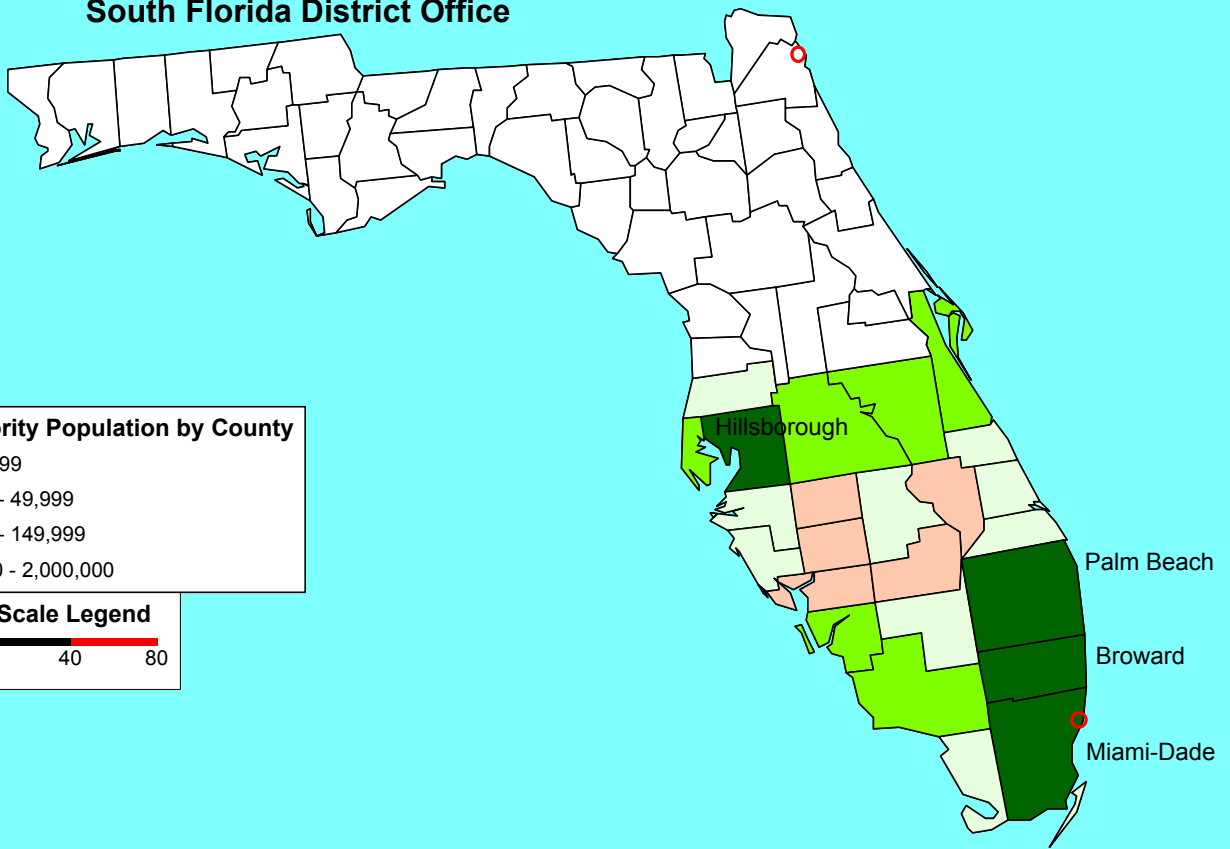 South Florida District Office
Hillsborough
rity Population by County
99
- 49,999
- 149,999
0 - 2,000,000
Scale Legend
40 80
Palm Beach
Broward
Miami-Dade